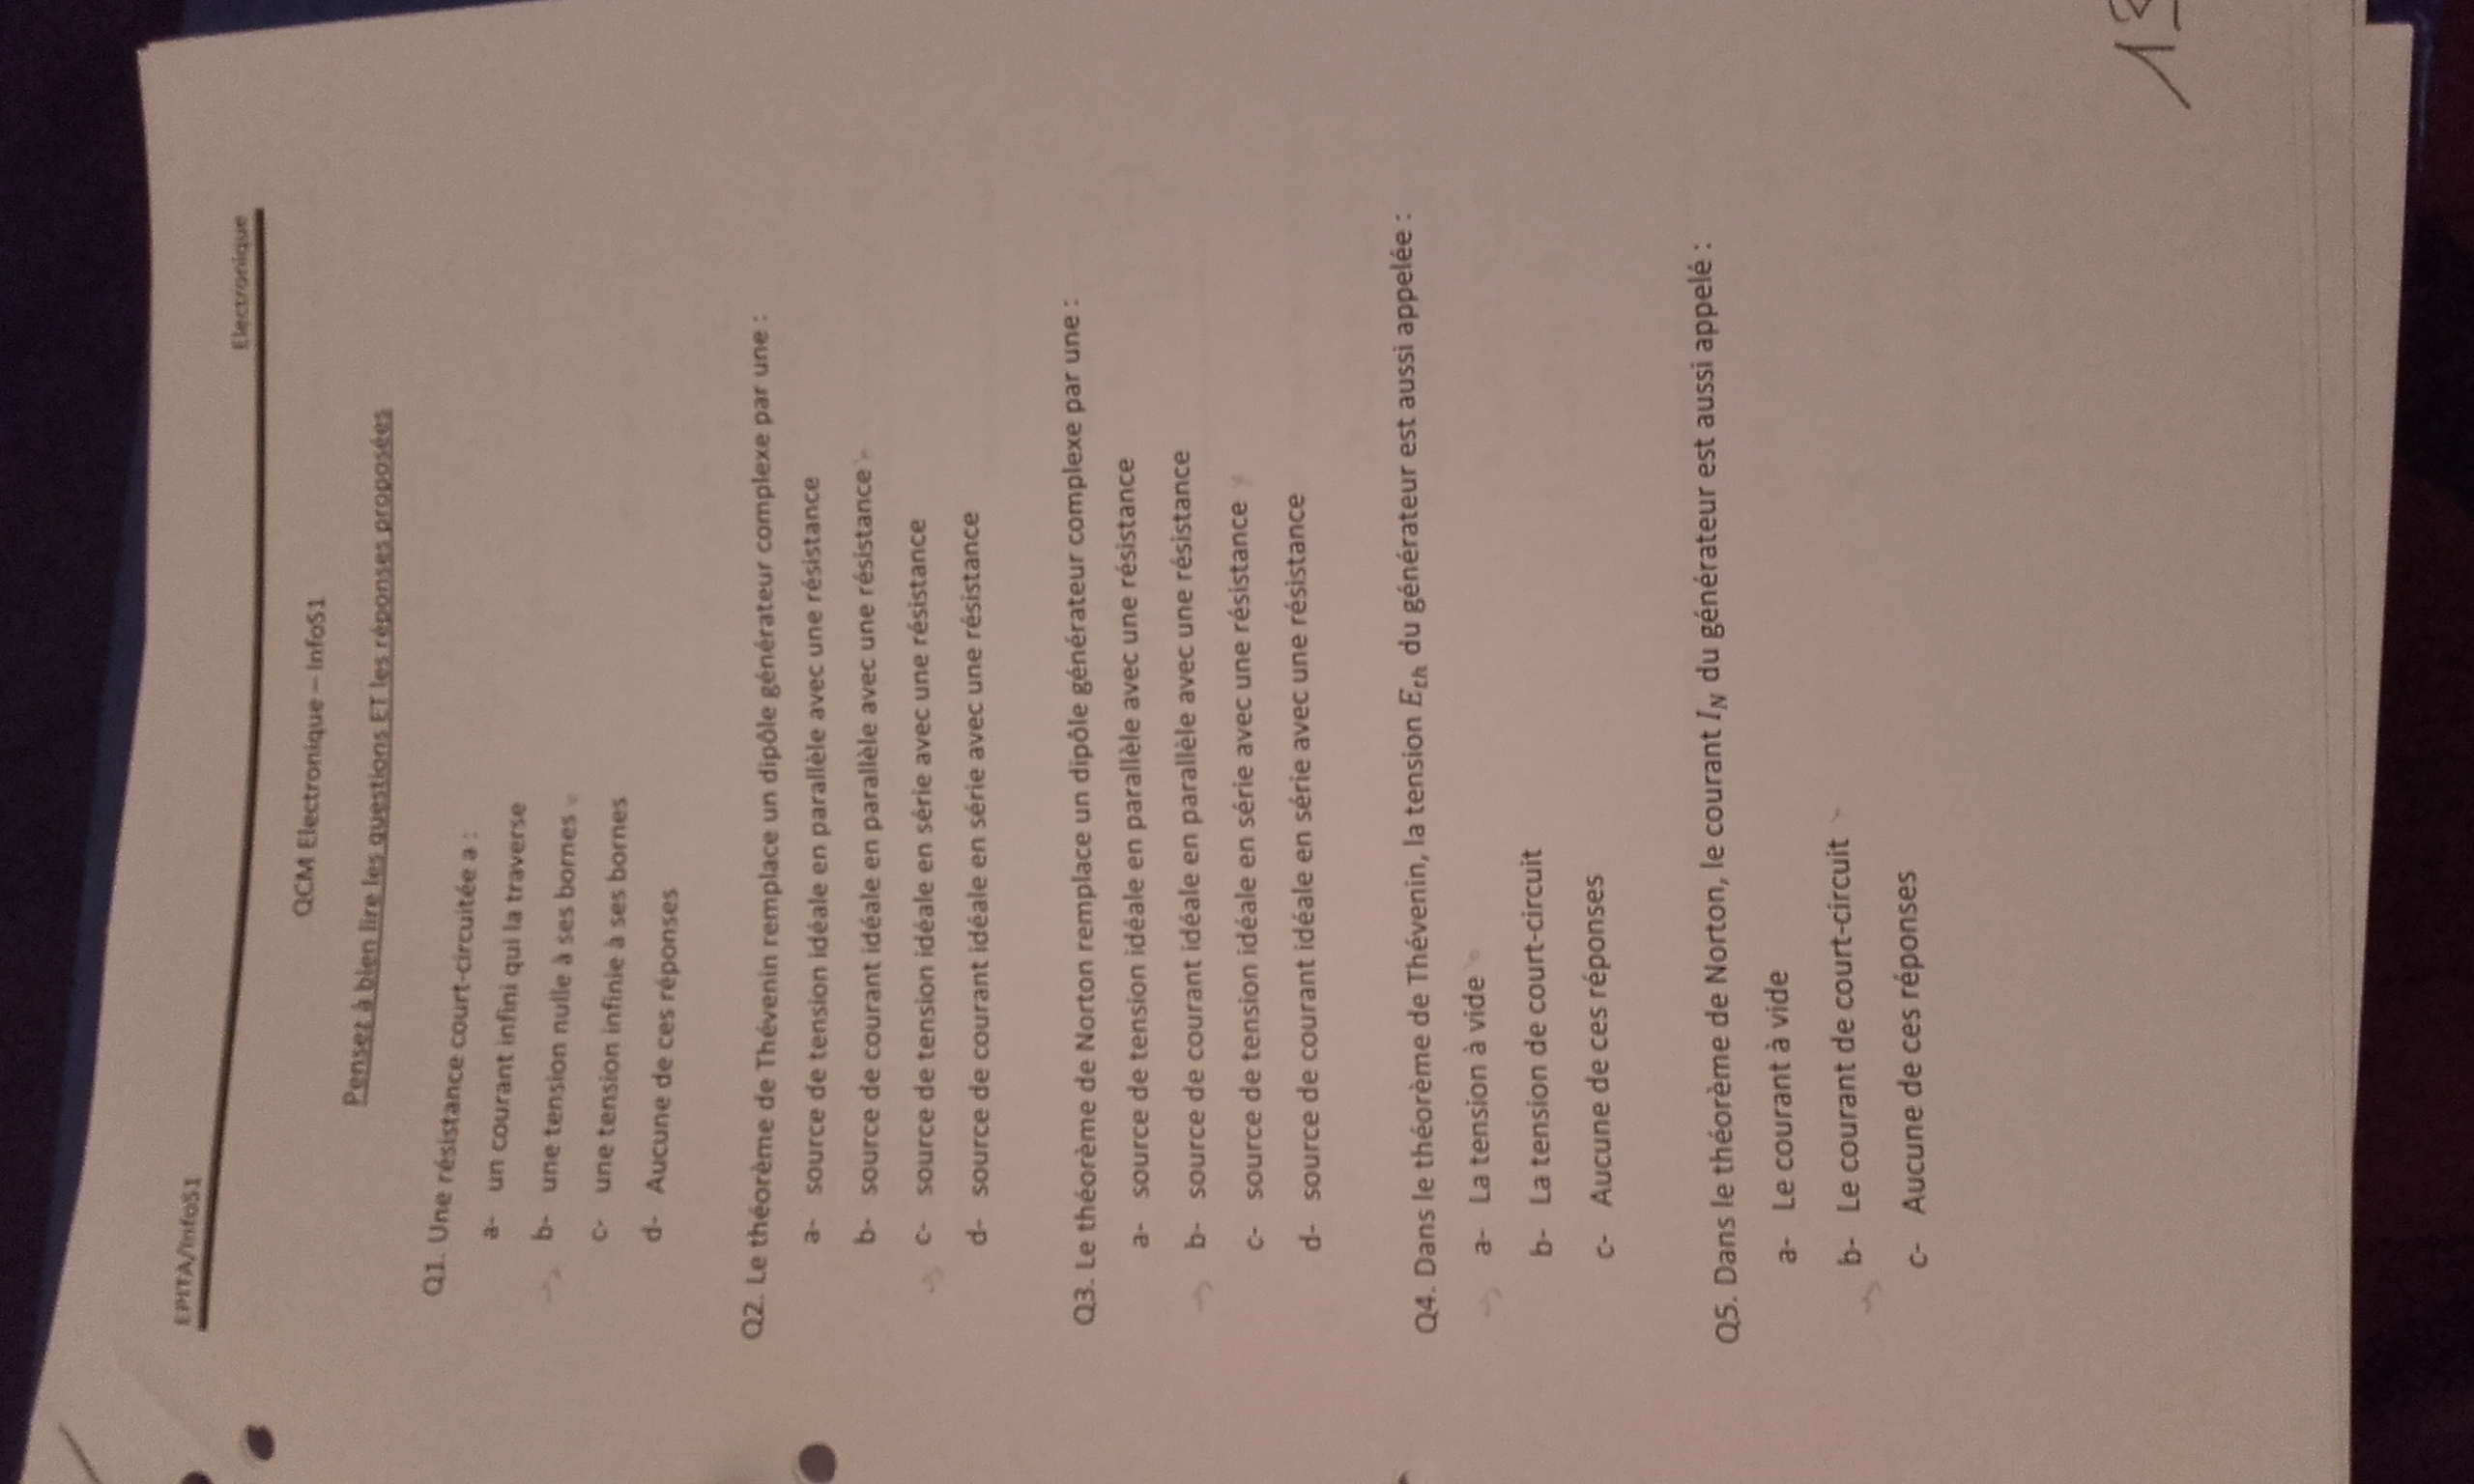 EPITA/InfoS1
Electronique
QCM Electronique – InfoS1
Pensez à bien lire les questions ET les réponses proposées
Q1. Une résistance court-circuitée a :
a- un courant infini qui la traverse
b- une tension nulle à ses bornes
c- une tension infinie à ses bornes
d- Aucune de ces réponses
Q2. Le théorème de Thévenin remplace un dipôle générateur complexe par une :
a- source de tension idéale en parallèle avec une résistance
b- source de courant idéale en parallèle avec une résistance
c- source de tension idéale en série avec une résistance
d- source de courant idéale en série avec une résistance
Q3. Le théorème de Norton remplace un dipôle générateur complexe par une :
a- source de tension idéale en parallèle avec une résistance
b- source de courant idéale en parallèle avec une résistance
c- source de tension idéale en série avec une résistance
d- source de courant idéale en série avec une résistance
Q4. Dans le théorème de Thévenin, la tension E_th du générateur est aussi appelée :
a- La tension à vide
b- La tension de court-circuit
c- Aucune de ces réponses
Q5. Dans le théorème de Norton, le courant I_N du générateur est aussi appelé :
a- Le courant à vide
b- Le courant de court-circuit
c- Aucune de ces réponses